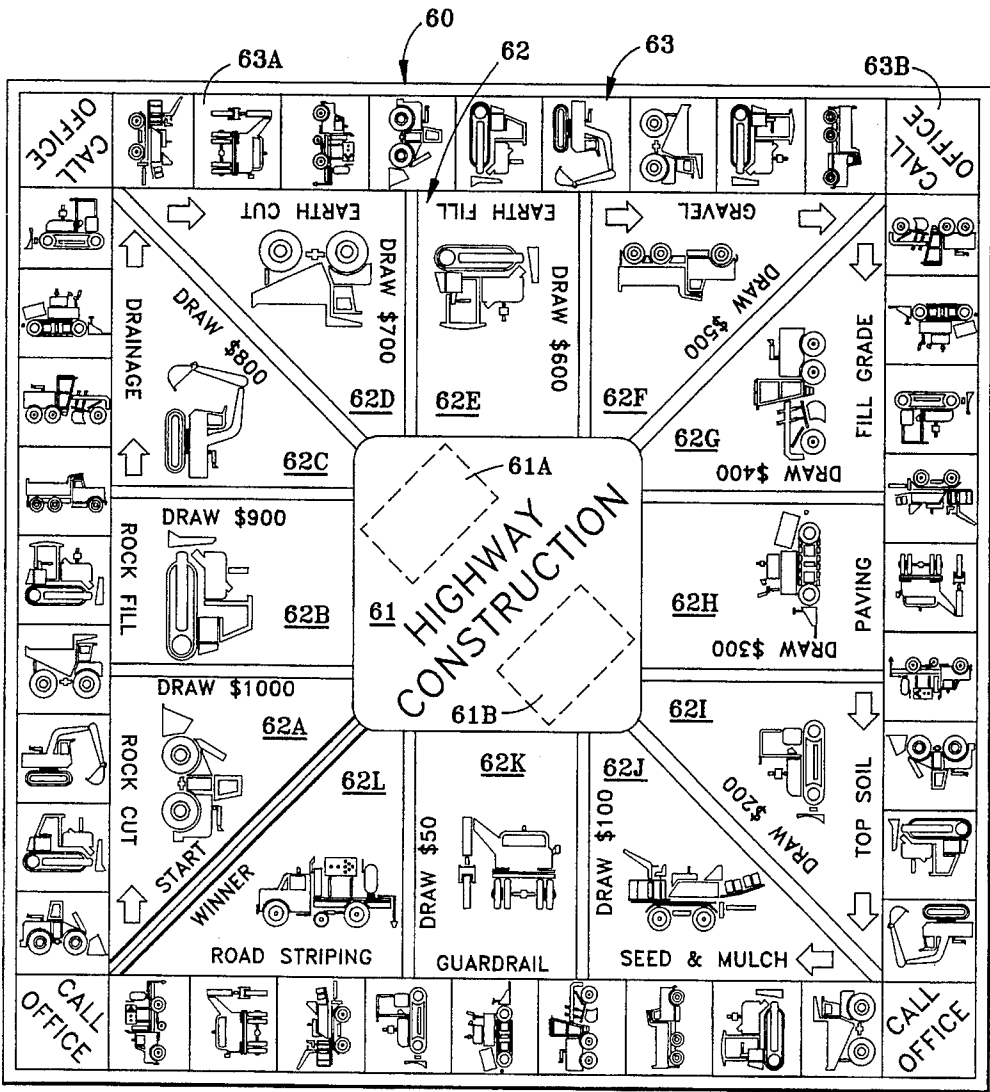 60
63A
62
63
63B
CALL
OFFICE
CALL
OFFICE
EARTH CUT
EARTH FILL
GRAVEL
DRAINAGE
DRAW $800
DRAW $700
DRAW $600
DRAW $500
FILL GRADE
62D
62E
62F
62G
62C
DRAW $400
61A
ROCK FILL
DRAW $900
62B
61
HIGHWAY
CONSTRUCTION
62H
PAVING
DRAW $300
61B
DRAW $1000
62A
62I
ROCK CUT
62L
62K
62J
DRAW $200
TOP SOIL
START
WINNER
DRAW $50
DRAW $100
ROAD STRIPING
GUARDRAIL
SEED & MULCH
CALL
OFFICE
CALL
OFFICE